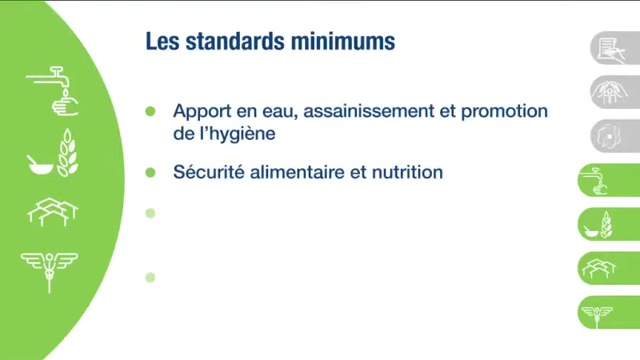 Les standards minimums
Apport en eau, assainissement et promotion
de l'hygiène
Sécurité alimentaire et nutrition